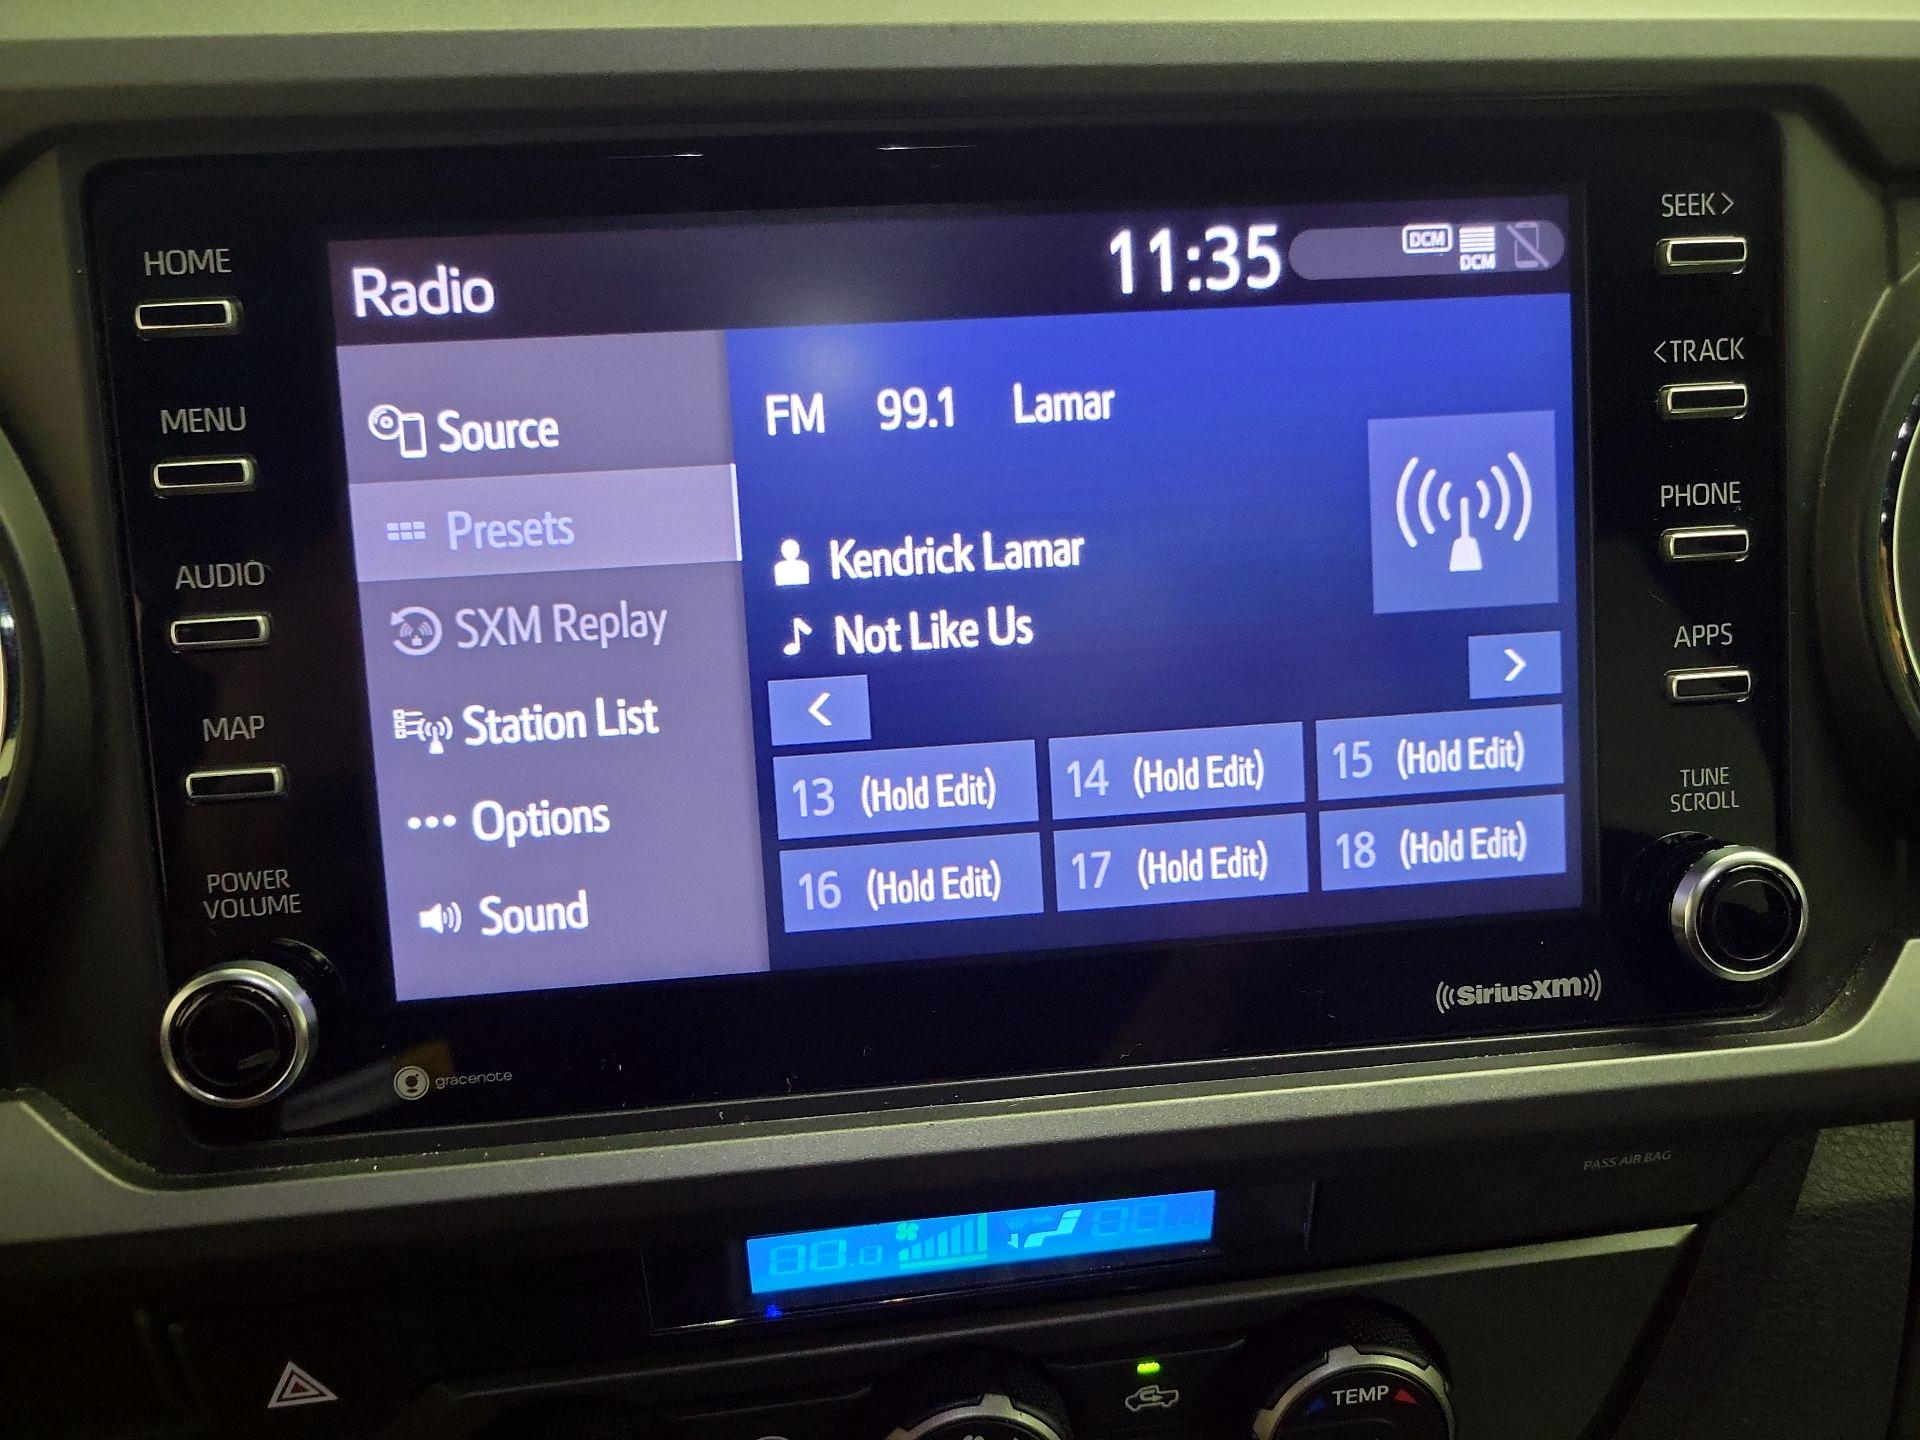 HOME
MENU
AUDIO
MAP
POWER
VOLUME
Radio
11:35
DCM
DCM
Source
Presets
SXM Replay
Station List
Options
Sound
FM 99.1 Lamar
Kendrick Lamar
Not Like Us
<
>
13 (Hold Edit)
14 (Hold Edit)
15 (Hold Edit)
16 (Hold Edit)
17 (Hold Edit)
18 (Hold Edit)
SEEK>
<TRACK
PHONE
APPS
TUNE
SCROLL
SiriusXM
gracenote
PASS AIR BAG
TEMP